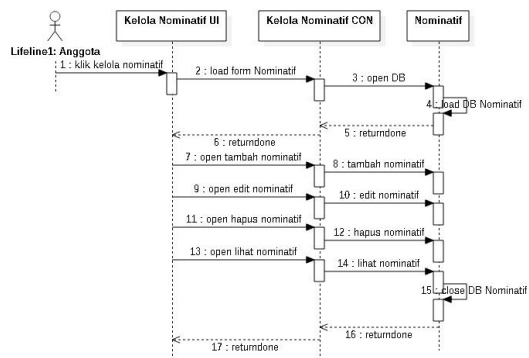 Kelola Nominatif UI
Kelola Nominatif CON
Nominatif
Lifeline1: Anggota
1 : klik kelola nominatif
2 : load form Nominatif
3 : open DB
4 : load DB Nominatif
5 : returndone
6 : returndone
7 : open tambah nominatif
8 : tambah nominatif
9 : open edit nominatif
10 : edit nominatif
11 : open hapus nominatif
12 : hapus nominatif
13 : open lihat nominatif
14 : lihat nominatif
15 : close DB Nominatif
16 : returndone
17 : returndone